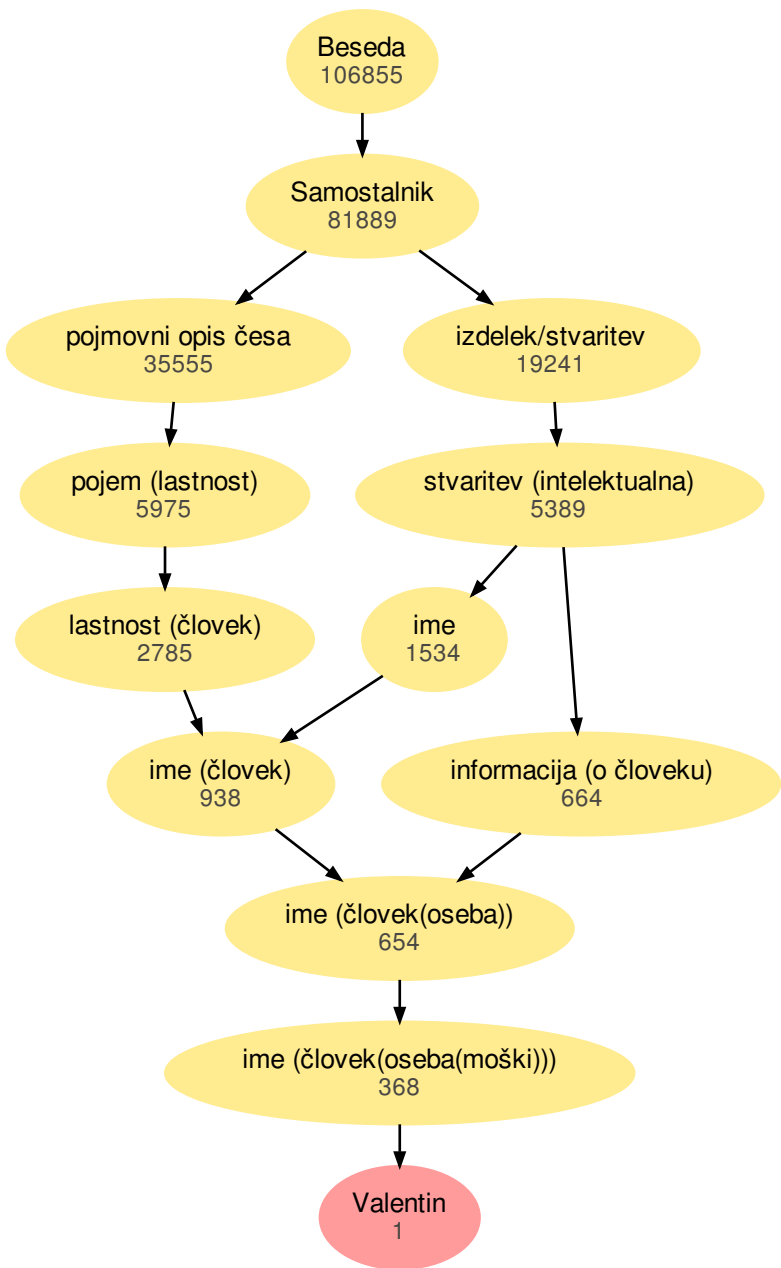 Beseda
106855
Samostalnik
81889
pojmovni opis česa
35555
izdelek/stvaritev
19241
pojem (lastnost)
5975
stvaritev (intelektualna)
5389
lastnost (človek)
2785
ime
1534
ime (človek)
938
informacija (o človeku)
664
ime (človek(oseba))
654
ime (človek(oseba(moški)))
368
Valentin
1